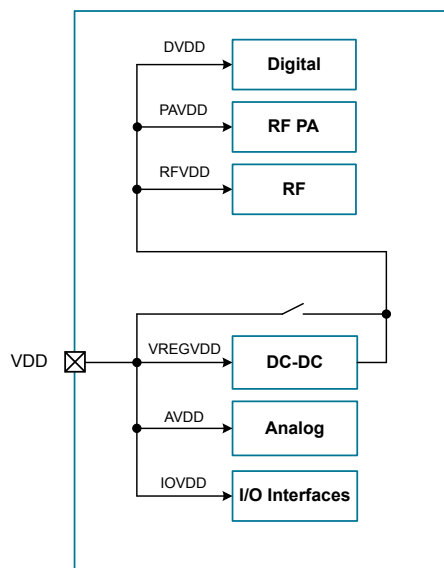 DVDD
Digital
PAVDD
RF PA
RFVDD
RF
VDD
VREGVDD
DC-DC
AVDD
Analog
IOVDD
I/O Interfaces